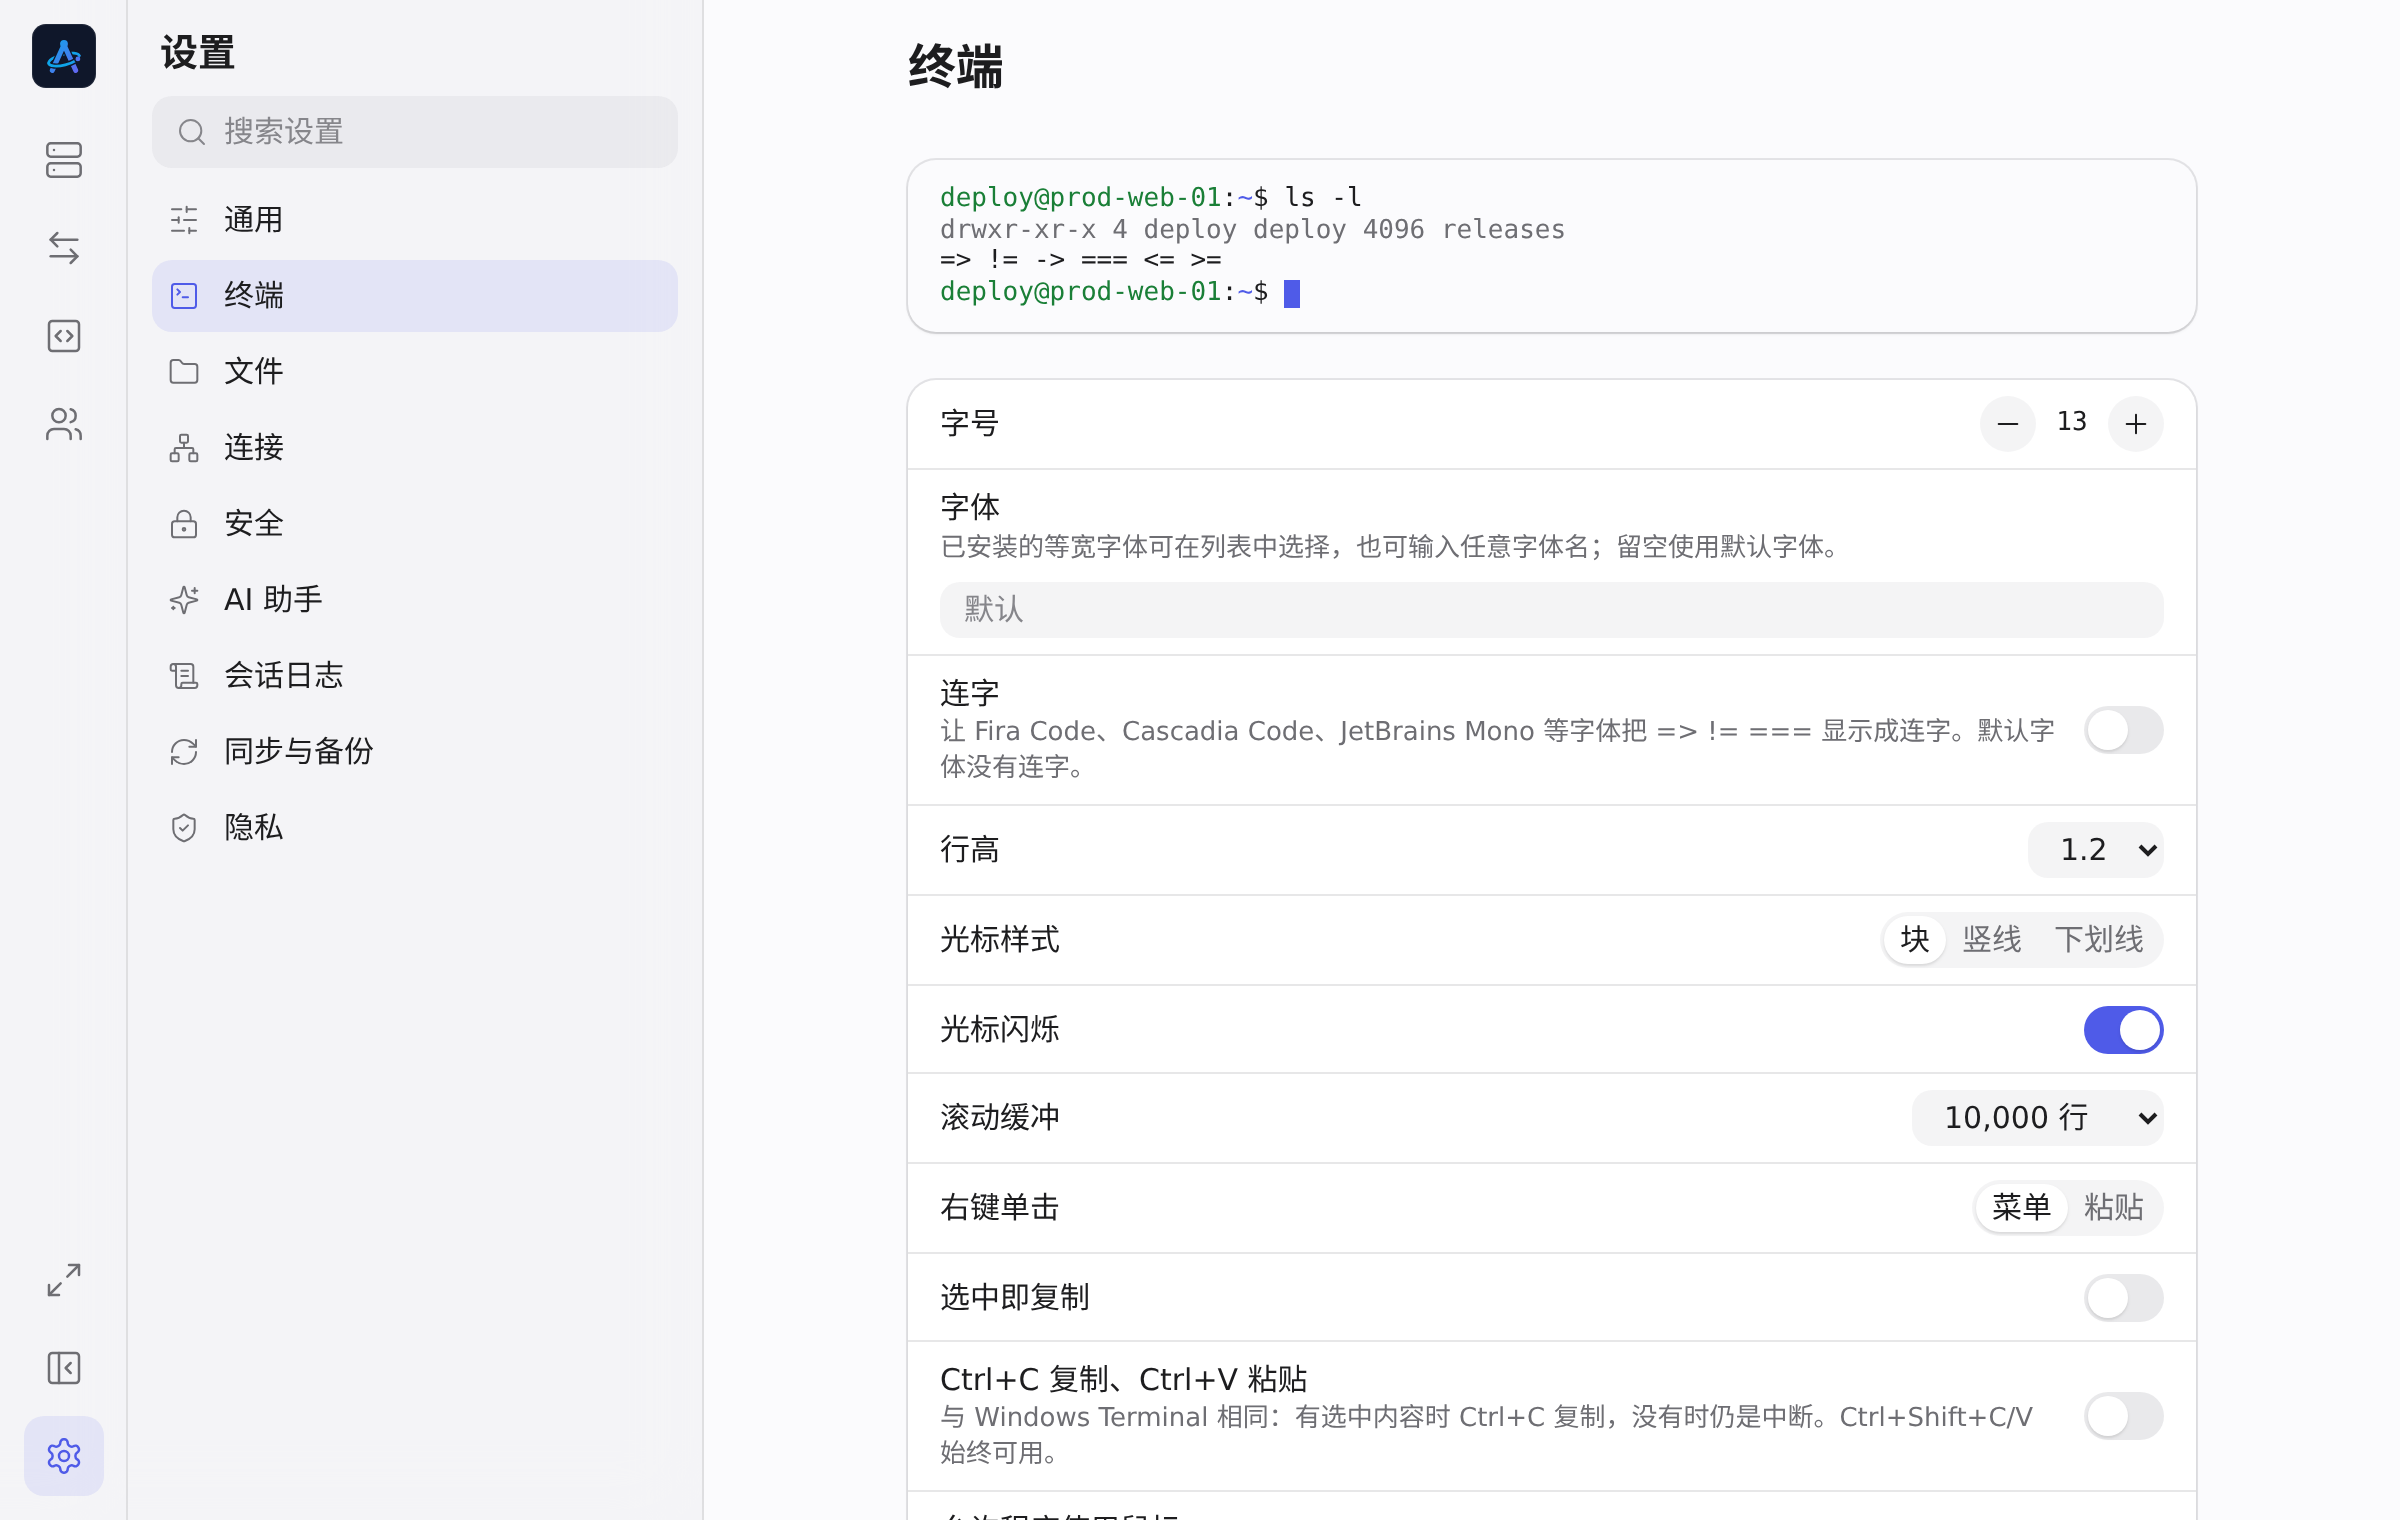 设置
搜索设置
通用
终端
文件
连接
安全
AI 助手
会话日志
同步与备份
隐私
终端
deploy@prod-web-01:~$ ls -l
drwxr-xr-x 4 deploy deploy 4096 releases
=> != -> === <= >=
deploy@prod-web-01:~$
字号
13
字体
已安装的等宽字体可在列表中选择，也可输入任意字体名；留空使用默认字体。
默认
连字
让 Fira Code、Cascadia Code、JetBrains Mono 等字体把 => != === 显示成连字。默认字
体没有连字。
行高
1.2
光标样式
块 竖线 下划线
光标闪烁
滚动缓冲
10,000 行
右键单击
菜单 粘贴
选中即复制
Ctrl+C 复制、Ctrl+V 粘贴
与 Windows Terminal 相同：有选中内容时 Ctrl+C 复制，没有时仍是中断。Ctrl+Shift+C/V
始终可用。